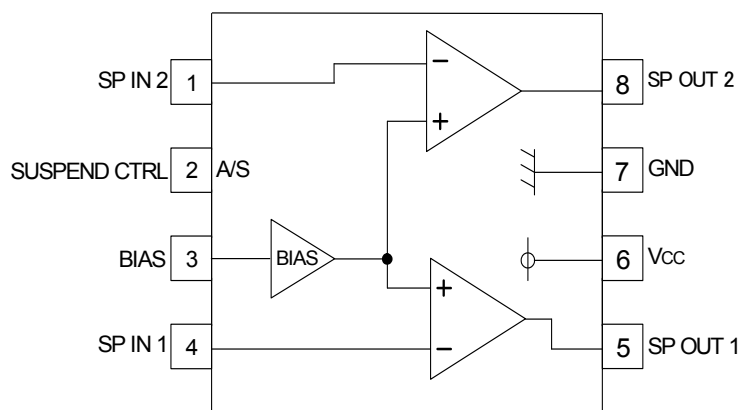 SP IN 2 1
8 SP OUT 2
SUSPEND CTRL 2 A/S
7 GND
BIAS 3 BIAS
6 VCC
SP IN 1 4
5 SP OUT 1
−
+
+
−